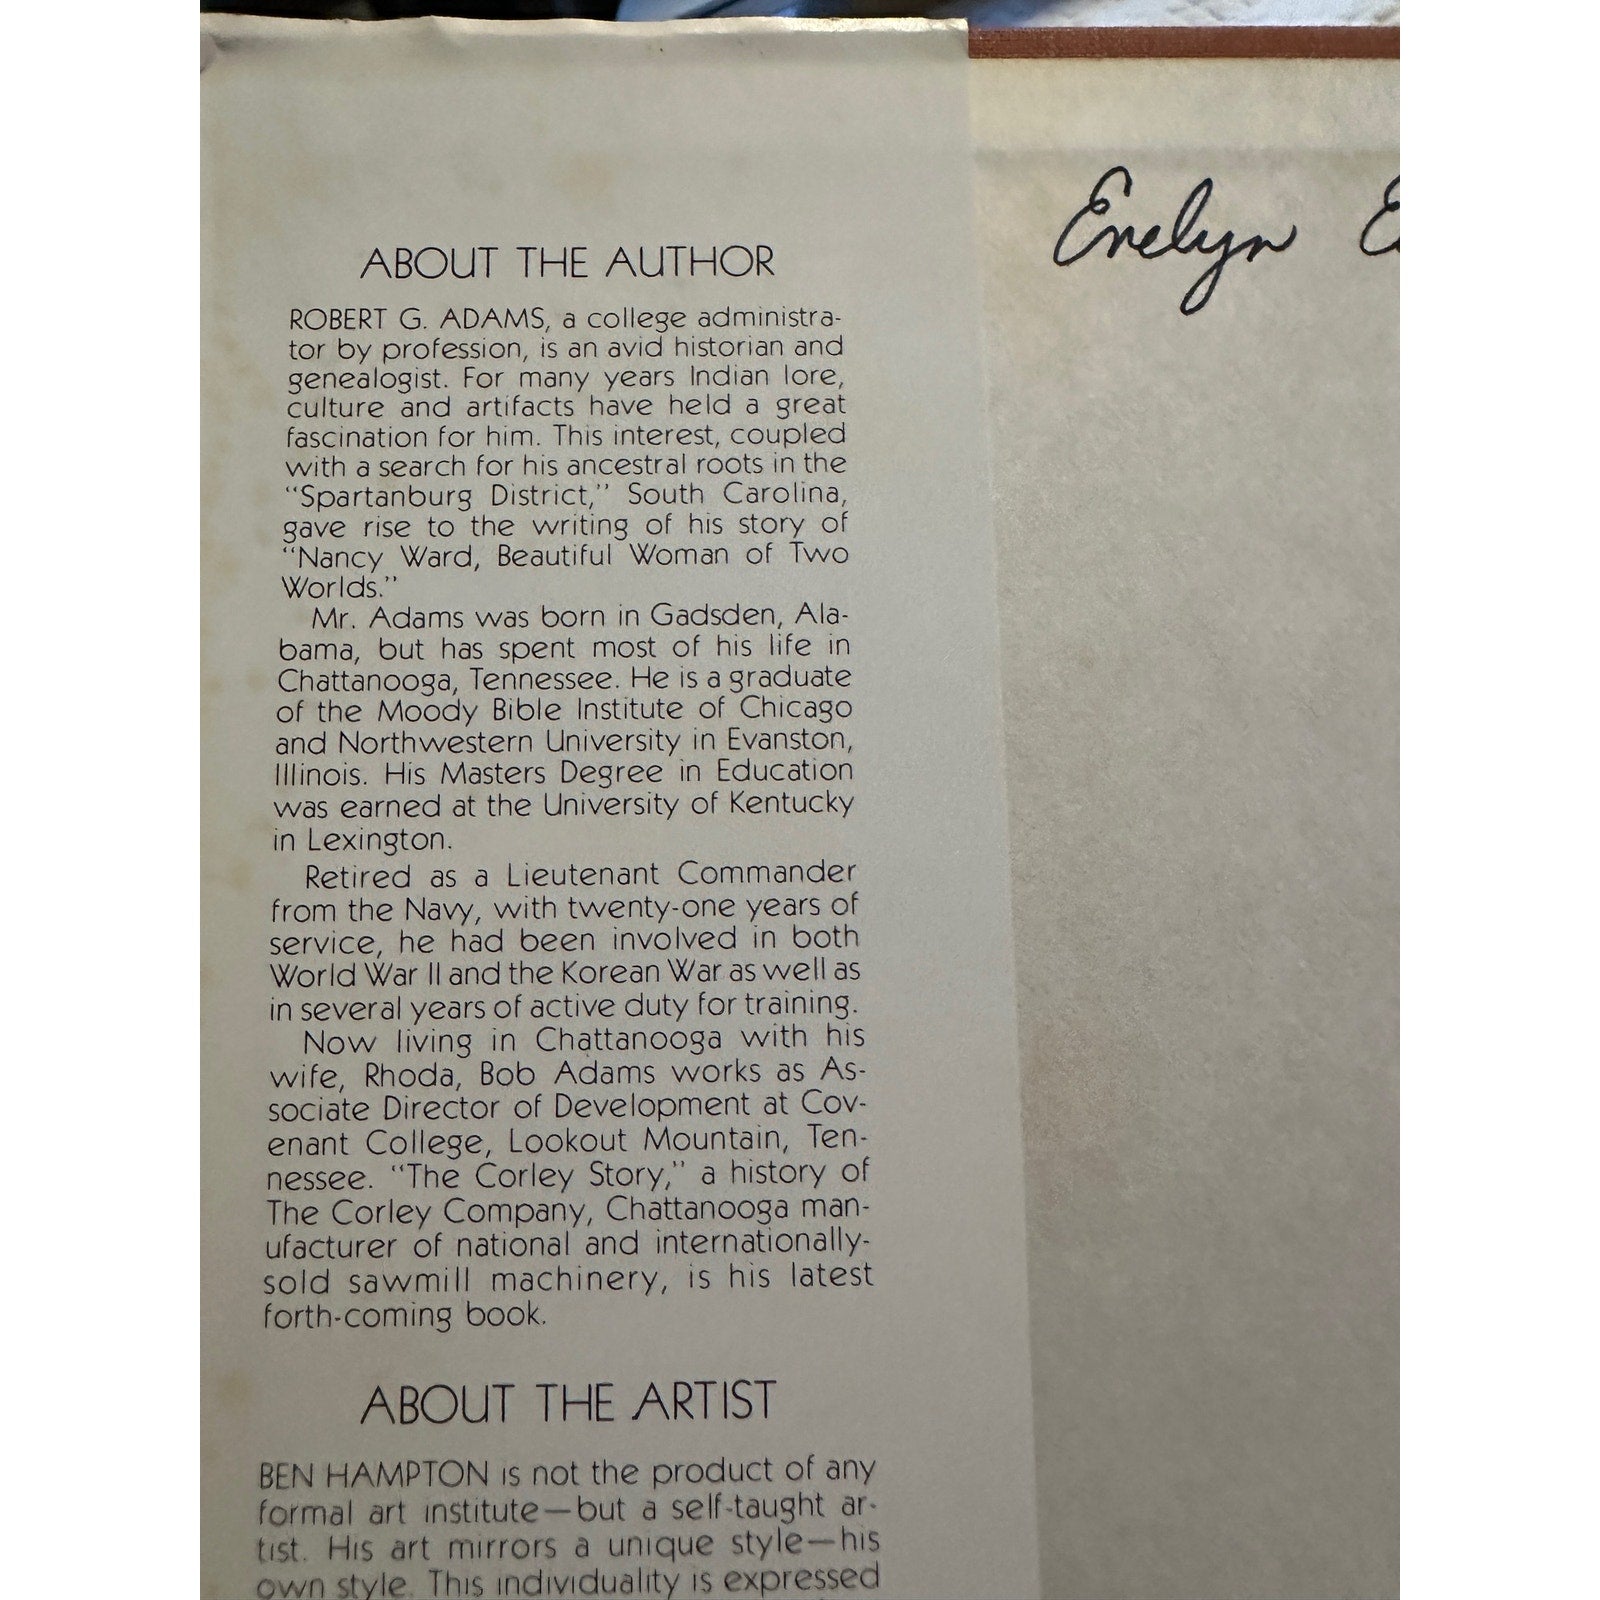 ABOUT THE AUTHOR
ROBERT G. ADAMS, a college administra-
tor by profession, is an avid historian and
genealogist. For many years Indian lore,
culture and artifacts have held a great
fascination for him. This interest, coupled
with a search for his ancestral roots in the
"Spartanburg District," South Carolina,
gave rise to the writing of his story of
"Nancy Ward, Beautiful Woman of Two
Worlds."
Mr. Adams was born in Gadsden, Ala-
bama, but has spent most of his life in
Chattanooga, Tennessee. He is a graduate
of the Moody Bible Institute of Chicago
and Northwestern University in Evanston,
Illinois. His Masters Degree in Education
was earned at the University of Kentucky
in Lexington.
Retired as a Lieutenant Commander
from the Navy, with twenty-one years of
service, he had been involved in both
World War II and the Korean War as well as
in several years of active duty for training.
Now living in Chattanooga with his
wife, Rhoda, Bob Adams works as As-
sociate Director of Development at Cov-
enant College, Lookout Mountain, Ten-
nessee. "The Corley Story," a history of
The Corley Company, Chattanooga man-
ufacturer of national and internationally-
sold sawmill machinery, is his latest
forth-coming book.
ABOUT THE ARTIST
BEN HAMPTON is not the product of any
formal art institute—but a self-taught ar-
tist. His art mirrors a unique style—his
own style. This individuality is expressed
Evelyn